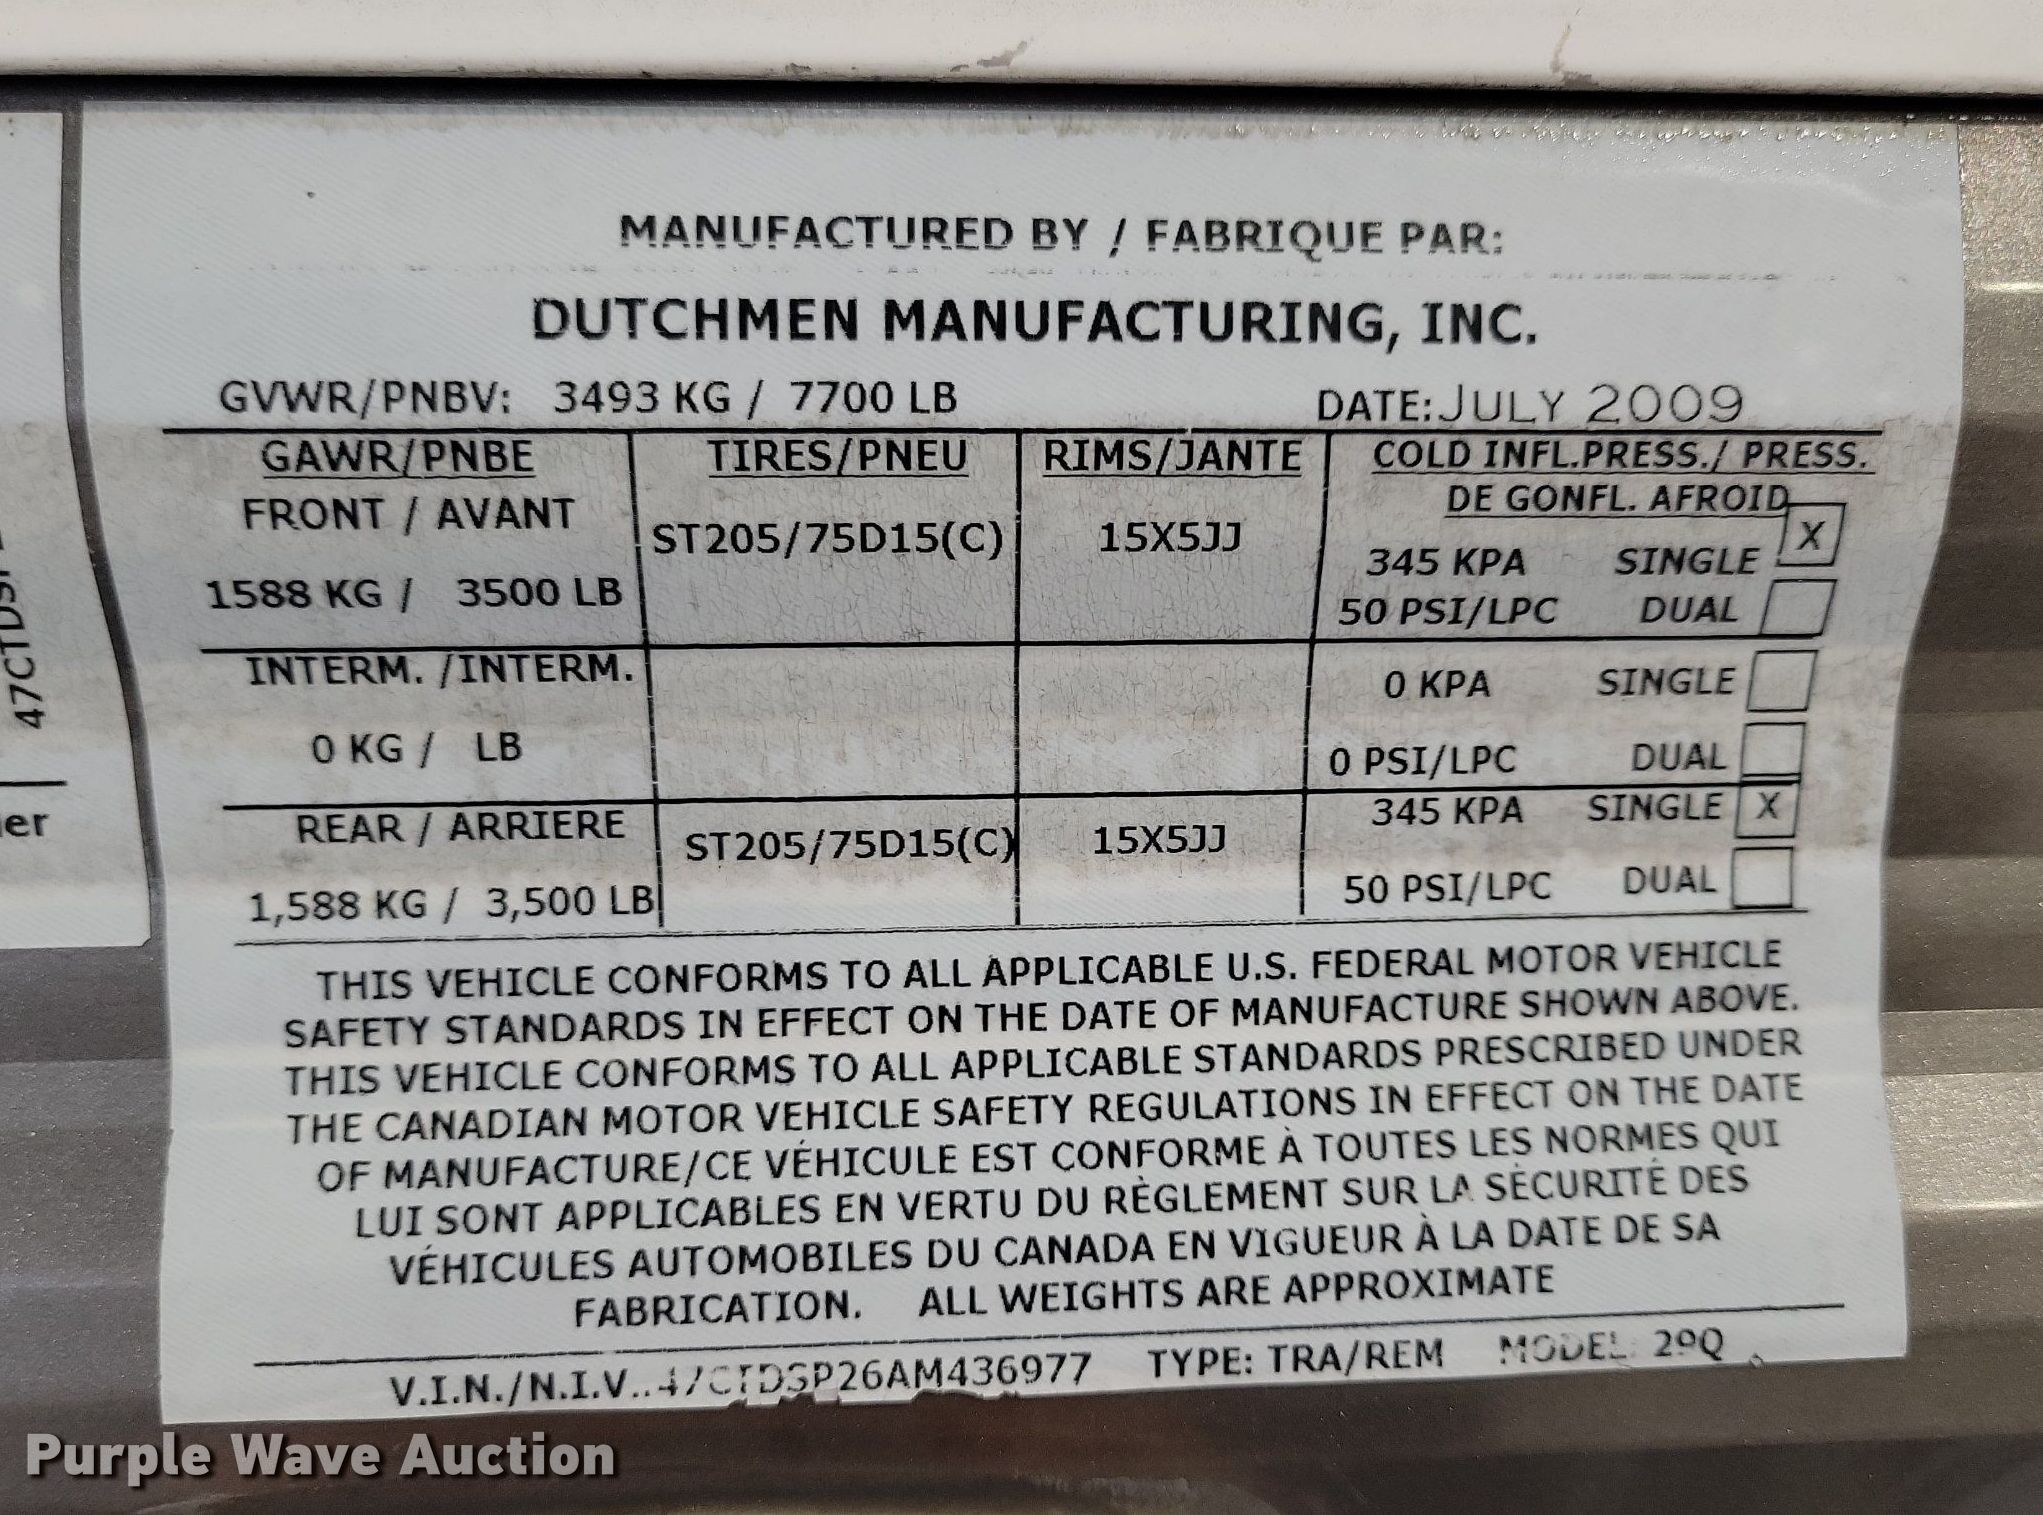 MANUFACTURED BY / FABRIQUE PAR:
DUTCHMEN MANUFACTURING, INC.
GVWR/PNBV: 3493 KG / 7700 LB DATE: JULY 2009
GAWR/PNBE TIRES/PNEU RIMS/JANTE COLD INFL.PRESS./ PRESS.
DE GONFL. AFROID
FRONT / AVANT ST205/75D15(C) 15X5JJ 345 KPA SINGLE X
1588 KG / 3500 LB 50 PSI/LPC DUAL
INTERM. /INTERM. 0 KPA SINGLE
0 KG / LB 0 PSI/LPC DUAL
REAR / ARRIERE ST205/75D15(C) 15X5JJ 345 KPA SINGLE X
1,588 KG / 3,500 LB 50 PSI/LPC DUAL
THIS VEHICLE CONFORMS TO ALL APPLICABLE U.S. FEDERAL MOTOR VEHICLE
SAFETY STANDARDS IN EFFECT ON THE DATE OF MANUFACTURE SHOWN ABOVE.
THIS VEHICLE CONFORMS TO ALL APPLICABLE STANDARDS PRESCRIBED UNDER
THE CANADIAN MOTOR VEHICLE SAFETY REGULATIONS IN EFFECT ON THE DATE
OF MANUFACTURE/CE VÉHICULE EST CONFORME À TOUTES LES NORMES QUI
LUI SONT APPLICABLES EN VERTU DU RÈGLEMENT SUR LA SÉCURITÉ DES
VÉHICULES AUTOMOBILES DU CANADA EN VIGUEUR À LA DATE DE SA
FABRICATION. ALL WEIGHTS ARE APPROXIMATE
V.I.N./N.I.V.: 47CTDSP26AM436977 TYPE: TRA/REM MODEL: 29Q
Purple Wave Auction